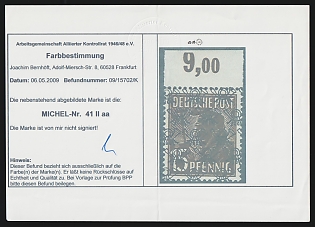 Arbeitsgemeinschaft Alliierter Kontrollrat 1946/48 e.V.
Farbbestimmung
Joachim Bernhöft, Adolf-Miersch-Str. 8, 60528 Frankfurt
Datum: 06.05.2009 Befundnummer: 09/15702/K
Die nebenstehend abgebildete Marke ist die:
MICHEL-Nr. 41 II aa
Die Marke ist von mir nicht signiert!
Hinweis:
Dieser Befund bezieht sich ausschließlich auf die
Farbe(n) der Marke(n). Er läßt keine Rückschlüsse auf
Echtheit und Qualität zu. Bei Vorlage zur Prüfung BPP
bitte diesen Befund beilegen.
9,00
DEUTSCHE POST
15 PFENNIG